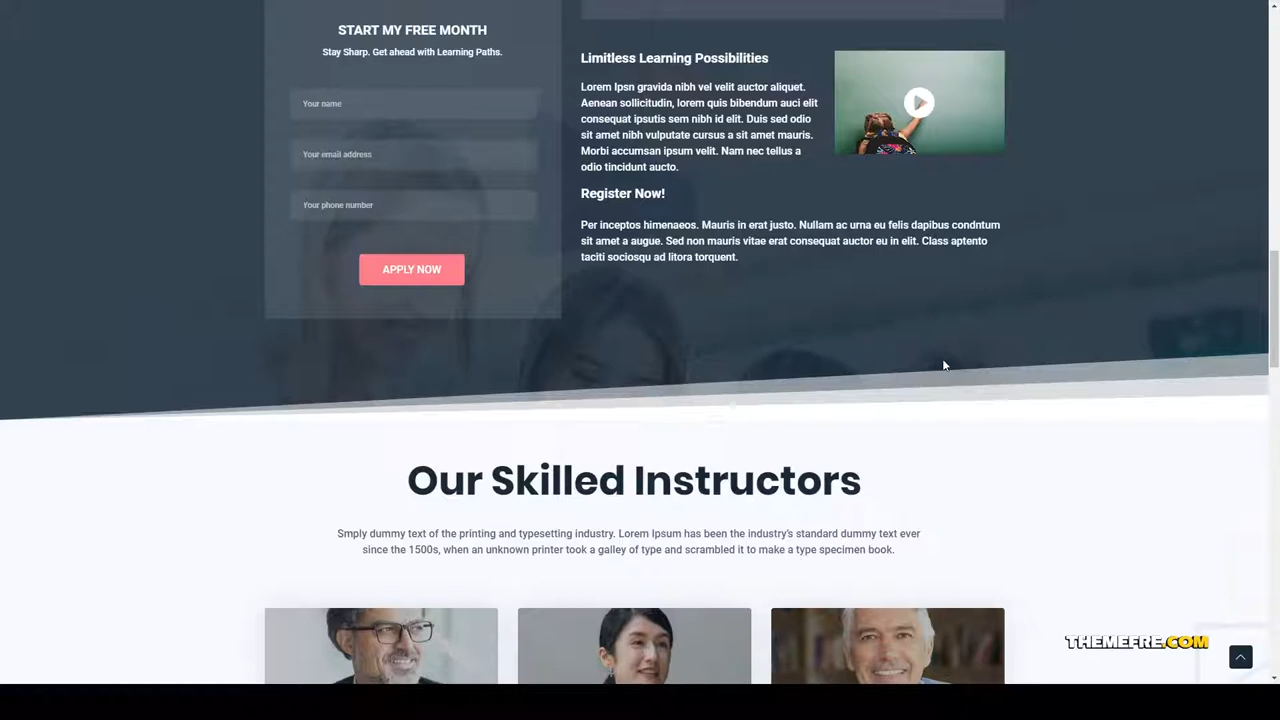 START MY FREE MONTH
Stay Sharp. Get ahead with Learning Paths.
Your name
Your email address
Your phone number
APPLY NOW
Limitless Learning Possibilities
Lorem Ipsn gravida nibh vel velit auctor aliquet.
Aenean sollicitudin, lorem quis bibendum auci elit
consequat ipsutis sem nibh id elit. Duis sed odio
sit amet nibh vulputate cursus a sit amet mauris.
Morbi accumsan ipsum velit. Nam nec tellus a
odio tincidunt aucto.
Register Now!
Per inceptos himenaeos. Mauris in erat justo. Nullam ac urna eu felis dapibus condntum
sit amet a augue. Sed non mauris vitae erat consequat auctor eu in elit. Class aptento
taciti sociosqu ad litora torquent.
Our Skilled Instructors
Smply dummy text of the printing and typesetting industry. Lorem Ipsum has been the industry's standard dummy text ever
since the 1500s, when an unknown printer took a galley of type and scrambled it to make a type specimen book.
THEMEFRE.COM